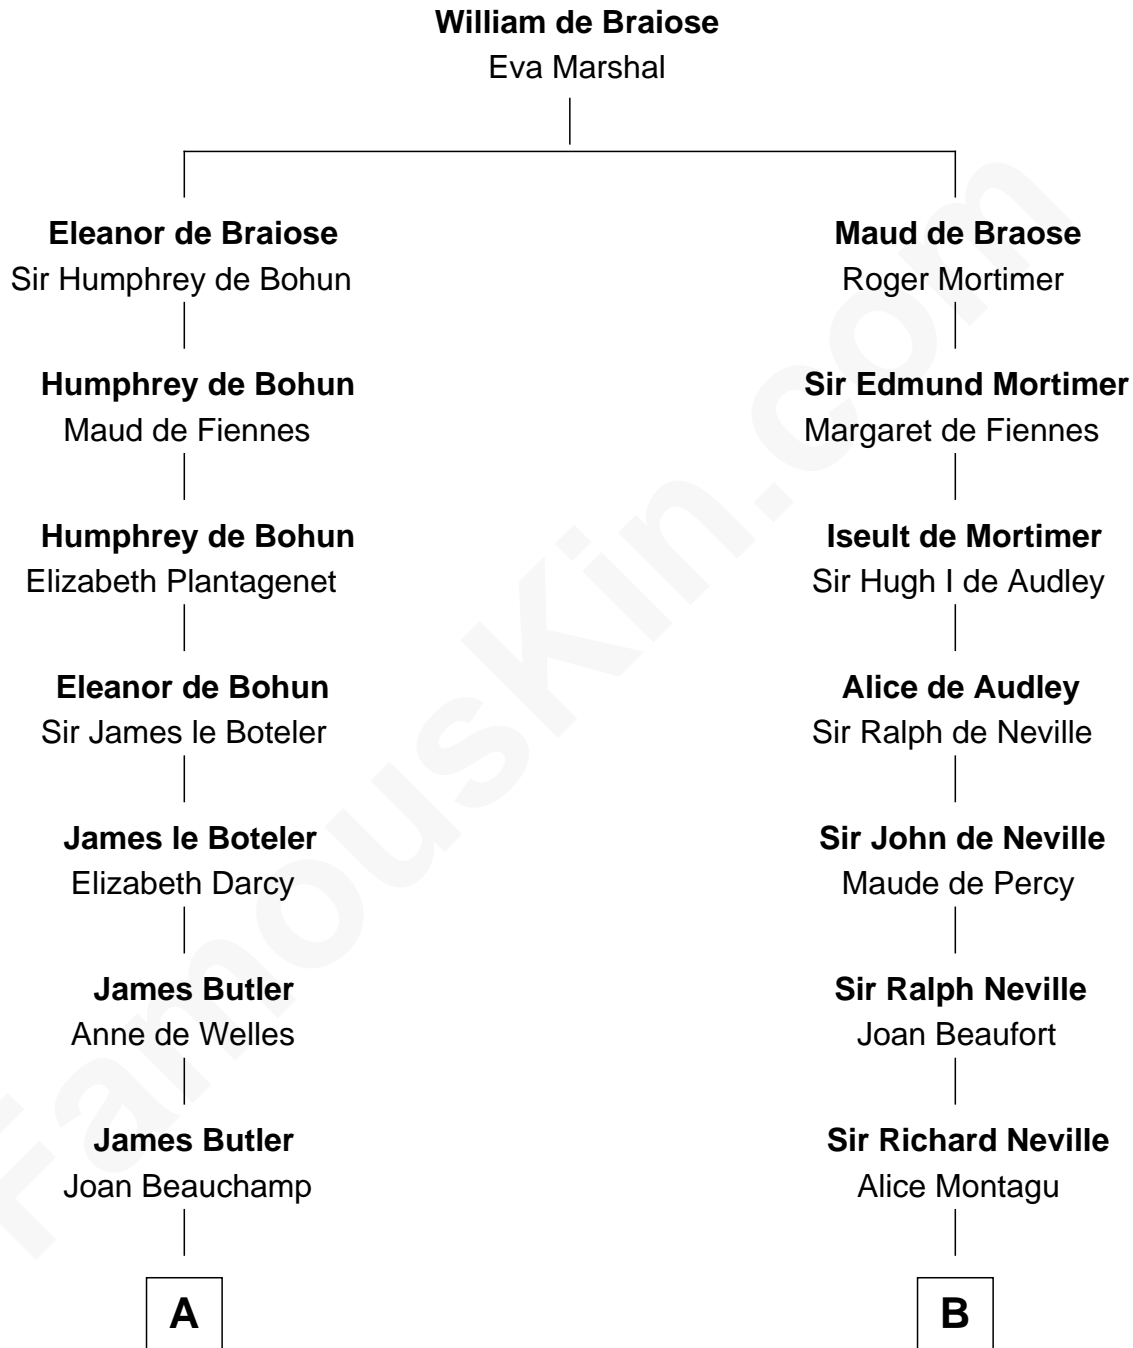 William de Braiose
Eva Marshal
Eleanor de Braiose
Sir Humphrey de Bohun
Humphrey de Bohun
Maud de Fiennes
Humphrey de Bohun
Elizabeth Plantagenet
Eleanor de Bohun
Sir James le Boteler
James le Boteler
Elizabeth Darcy
James Butler
Anne de Welles
James Butler
Joan Beauchamp
A
Maud de Braose
Roger Mortimer
Sir Edmund Mortimer
Margaret de Fiennes
Iseult de Mortimer
Sir Hugh I de Audley
Alice de Audley
Sir Ralph de Neville
Sir John de Neville
Maude de Percy
Sir Ralph Neville
Joan Beaufort
Sir Richard Neville
Alice Montagu
B
FamousKin.com